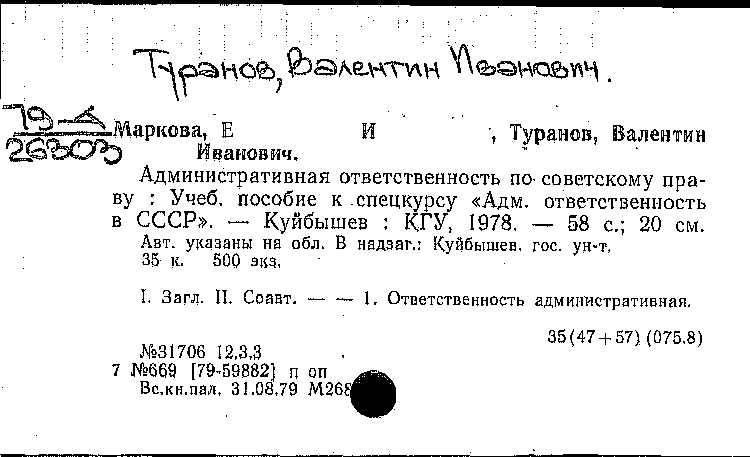 Туранов, Валентин Иванович.
79-4
26303
Маркова, Е И , Туранов, Валентин
Иванович.
Административная ответственность по советскому пра-
ву : Учеб. пособие к спецкурсу «Адм. ответственность
в СССР». — Куйбышев : КГУ, 1978. — 58 с.; 20 см.
Авт. указаны на обл. В надзаг.: Куйбышев. гос. ун-т.
35 к. 500 экз.
I. Загл. II. Соавт. — — 1. Ответственность административная.
35(47+57)(075.8)
№31706 12.3.3
7 №669 [79-59882] п оп
Вс.кн.пал. 31.08.79 М268